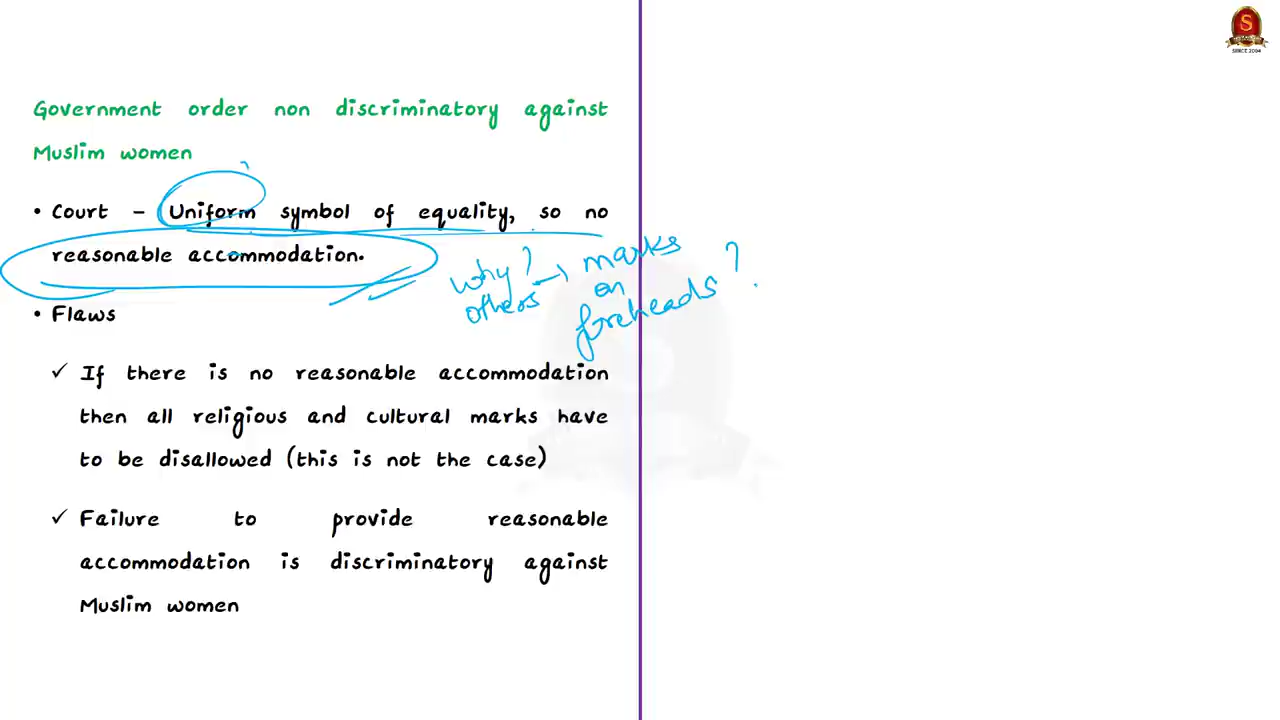 S
SINCE 2004
Government order non discriminatory against
Muslim women
• Court – Uniform symbol of equality, so no
reasonable accommodation.
why? others → marks on foreheads?
• Flaws
✓ If there is no reasonable accommodation
then all religious and cultural marks have
to be disallowed (this is not the case)
✓ Failure to provide reasonable
accommodation is discriminatory against
Muslim women